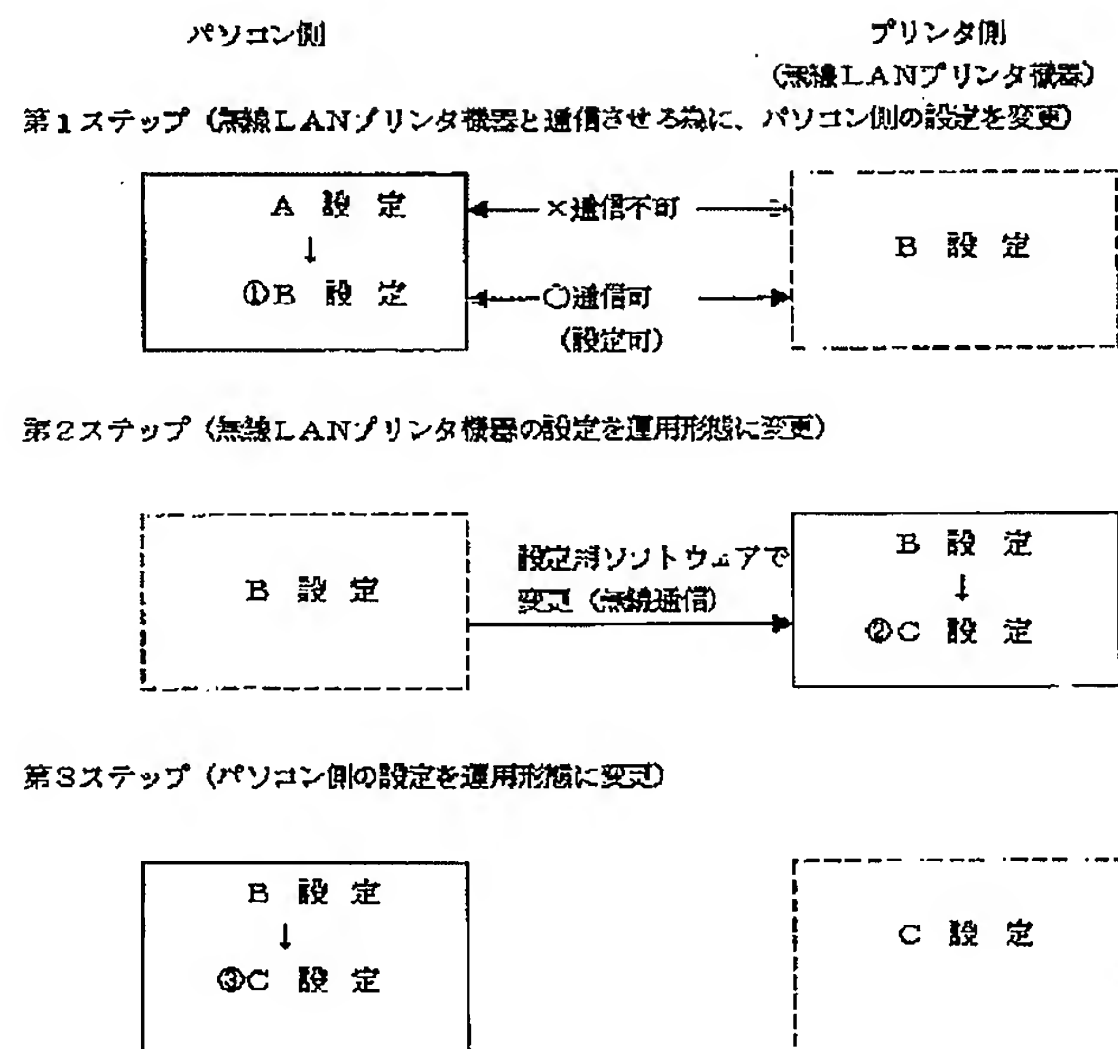 パソコン側
プリンタ側
(無線LANプリンタ機器)
第1ステップ(無線LANプリンタ機器と通信させる為に、パソコン側の設定を変更)
A 設 定
←×通信不可→
↓
B 設 定
①B 設 定
←○通信可→
(設定可)
第2ステップ(無線LANプリンタ機器の設定を運用形態に変更)
B 設 定
設定用ソフトウェアで
変更(無線通信)
B 設 定
↓
②C 設 定
第3ステップ(パソコン側の設定を運用形態に変更)
B 設 定
↓
③C 設 定
C 設 定